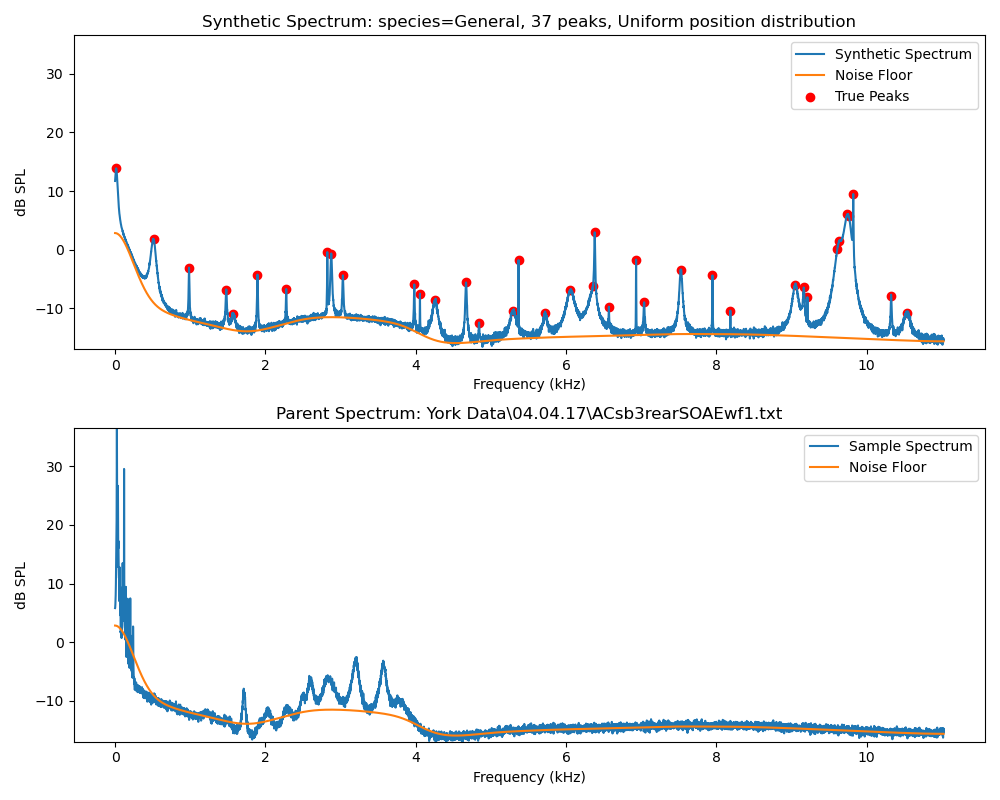 Synthetic Spectrum: species=General, 37 peaks, Uniform position distribution
30
20
10
0
−10
dB SPL
Synthetic Spectrum
Noise Floor
True Peaks
0 2 4 6 8 10
Frequency (kHz)
Parent Spectrum: York Data\04.04.17\ACsb3rearSOAEwf1.txt
30
20
10
0
−10
dB SPL
Sample Spectrum
Noise Floor
0 2 4 6 8 10
Frequency (kHz)